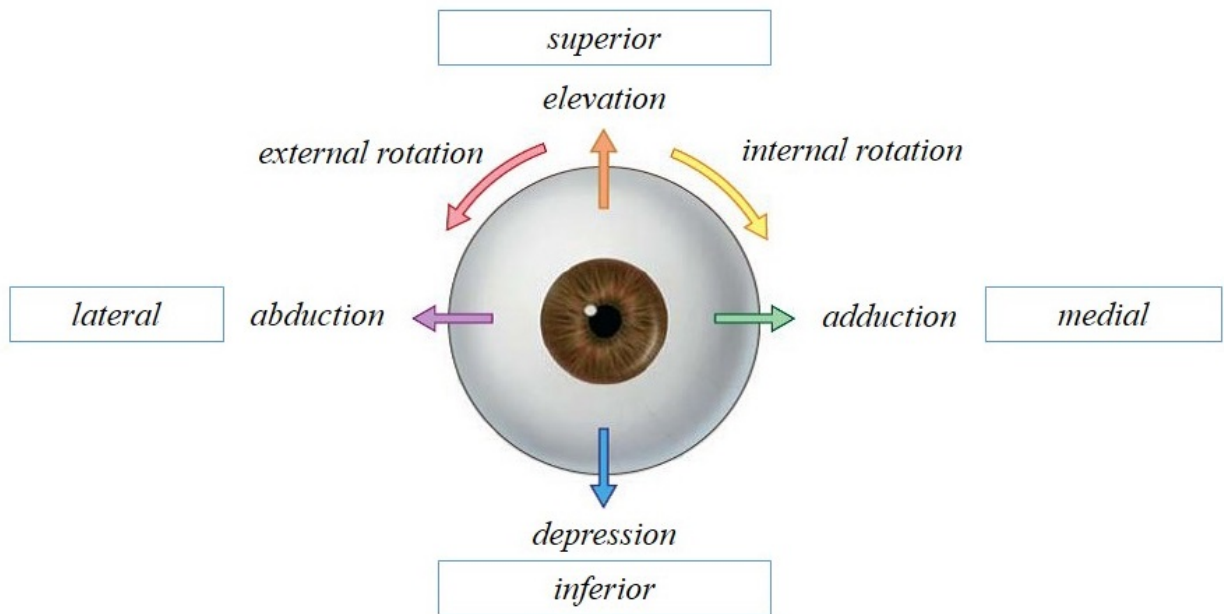 superior
elevation
external rotation
internal rotation
lateral
abduction
adduction
medial
depression
inferior